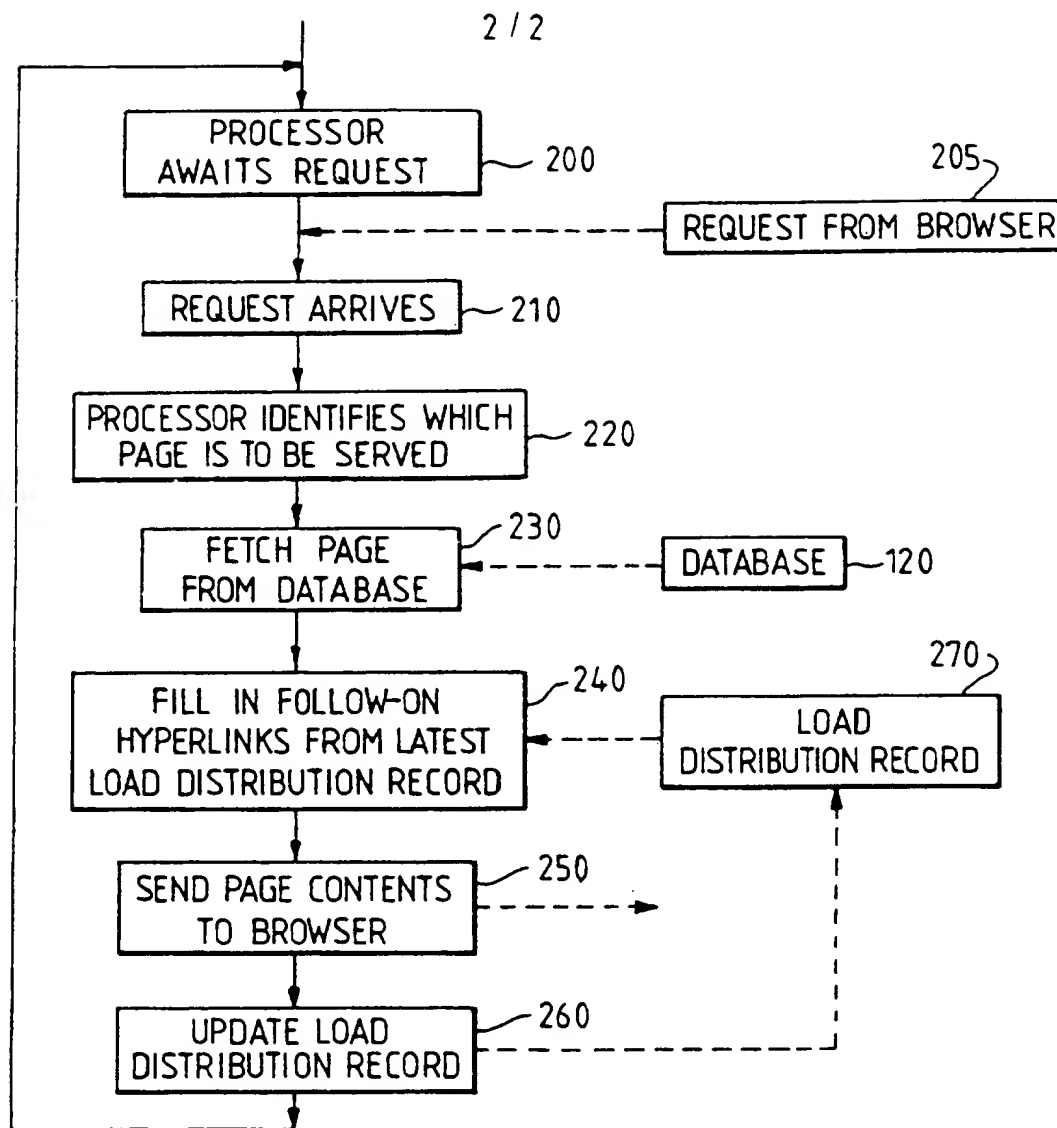 2 / 2
PROCESSOR
AWAITS REQUEST
200
205
REQUEST FROM BROWSER
REQUEST ARRIVES
210
PROCESSOR IDENTIFIES WHICH
PAGE IS TO BE SERVED
220
230
FETCH PAGE
FROM DATABASE
DATABASE
120
240
FILL IN FOLLOW-ON
HYPERLINKS FROM LATEST
LOAD DISTRIBUTION RECORD
270
LOAD
DISTRIBUTION RECORD
250
SEND PAGE CONTENTS
TO BROWSER
260
UPDATE LOAD
DISTRIBUTION RECORD